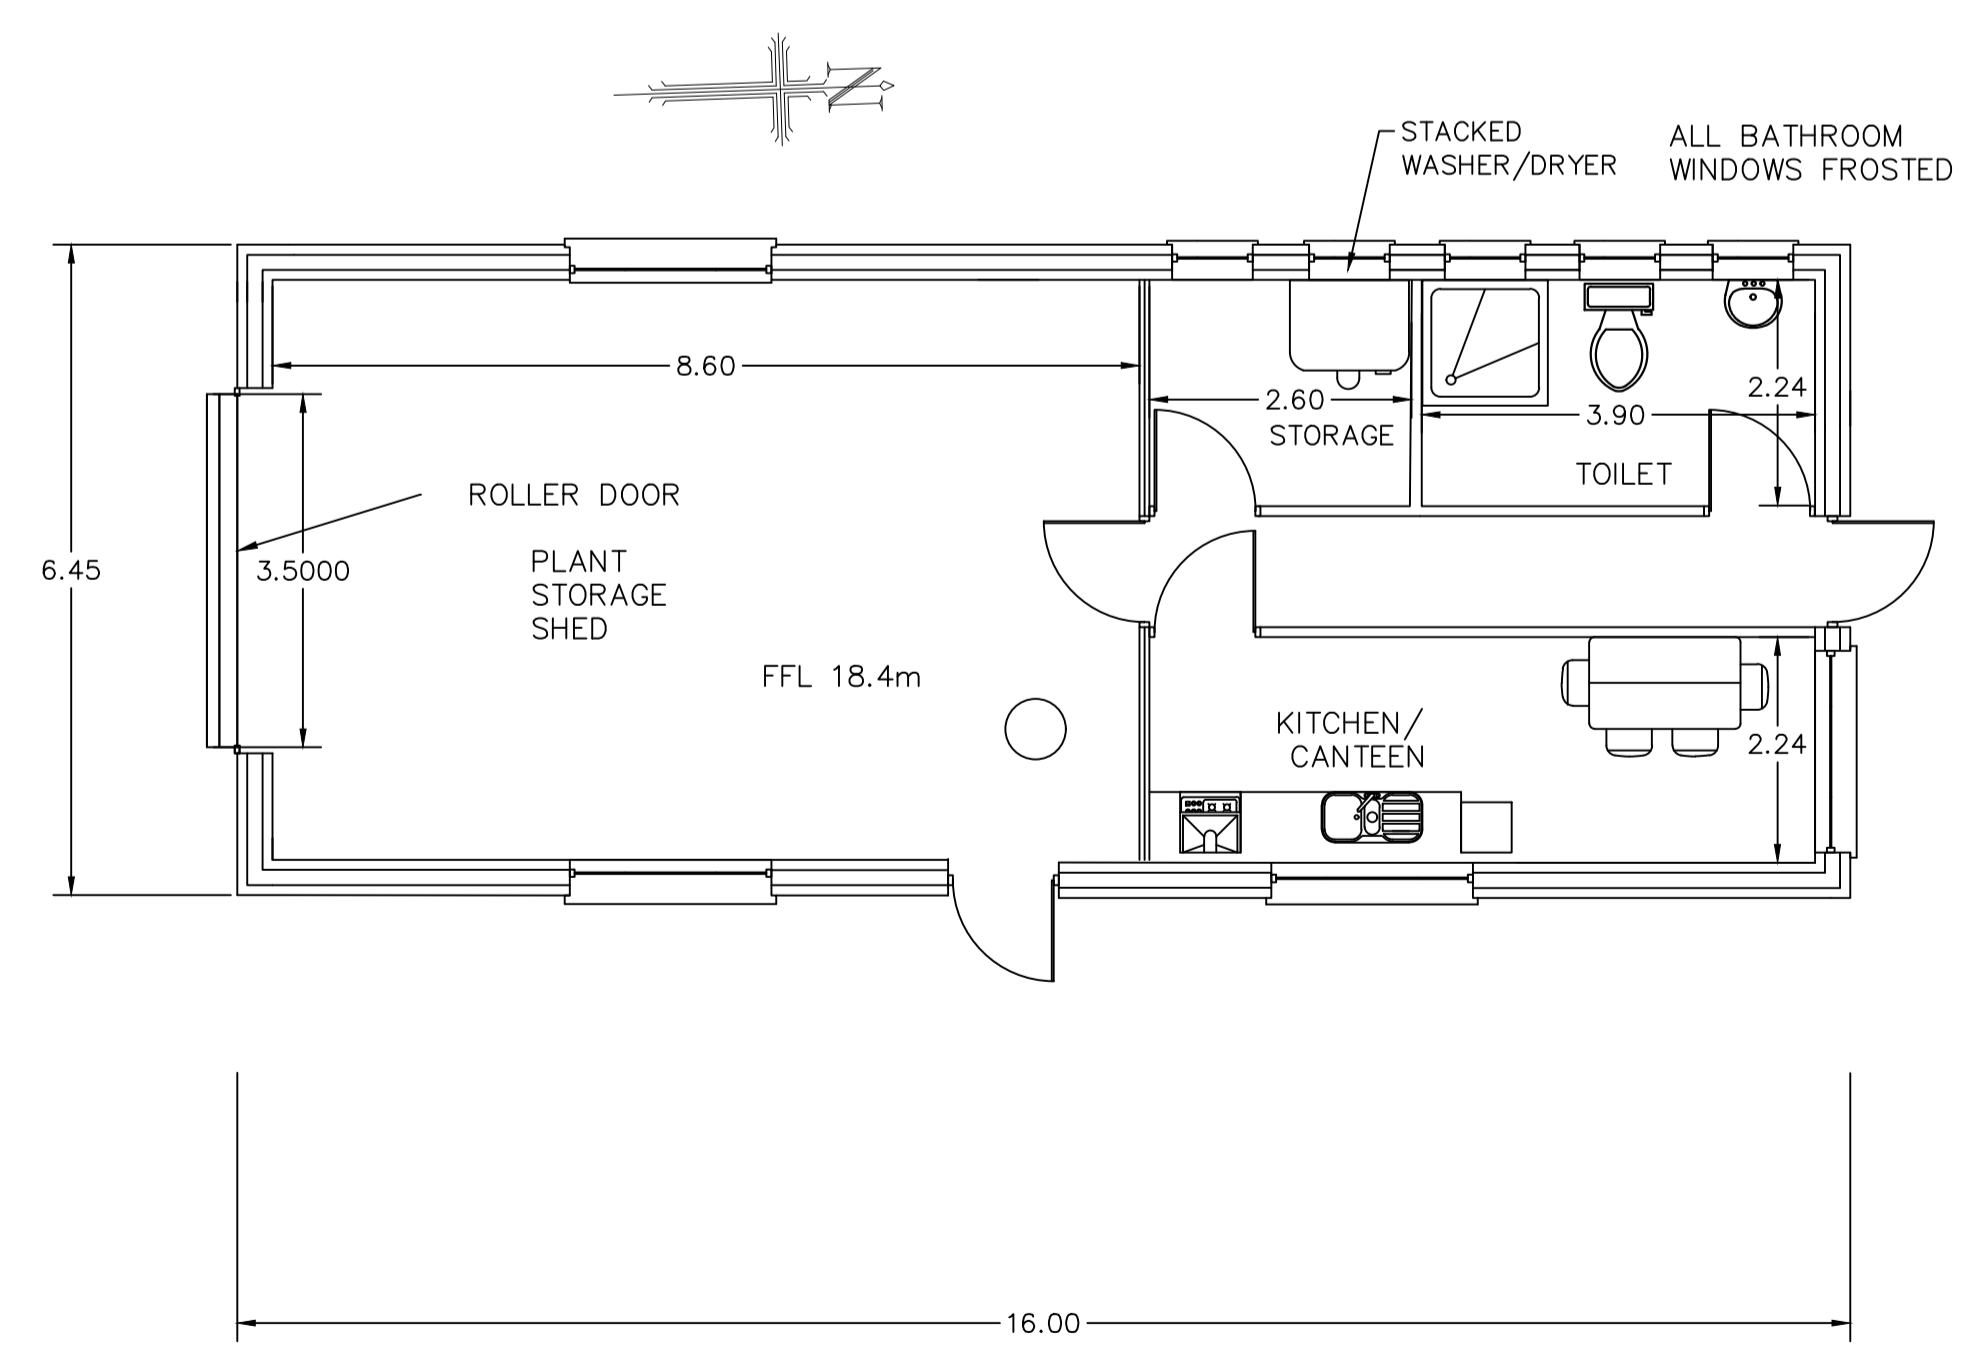 N
STACKED
WASHER/DRYER
ALL BATHROOM
WINDOWS FROSTED
8.60
2.60
STORAGE
3.90
2.24
TOILET
ROLLER DOOR
6.45
3.5000
PLANT
STORAGE
SHED
FFL 18.4m
KITCHEN/
CANTEEN
2.24
16.00